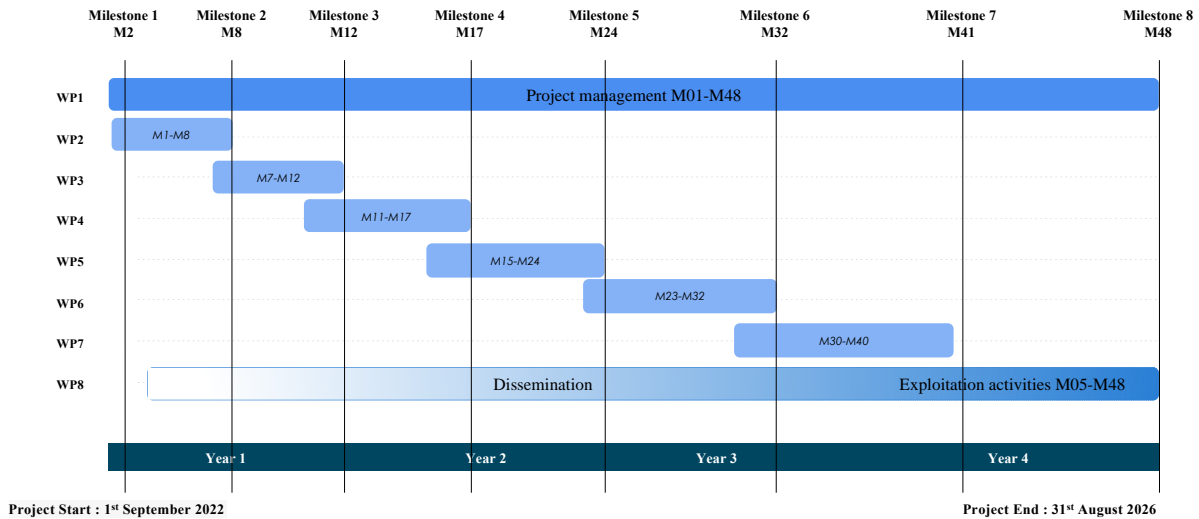 Milestone 1 Milestone 2 Milestone 3 Milestone 4 Milestone 5 Milestone 6 Milestone 7 Milestone 8
M2 M8 M12 M17 M24 M32 M41 M48
WP1 Project management M01-M48
WP2 M1-M8
WP3 M7-M12
WP4 M11-M17
WP5 M15-M24
WP6 M23-M32
WP7 M30-M40
WP8 Dissemination Exploitation activities M05-M48
Year 1 Year 2 Year 3 Year 4
Project Start : 1st September 2022 Project End : 31st August 2026